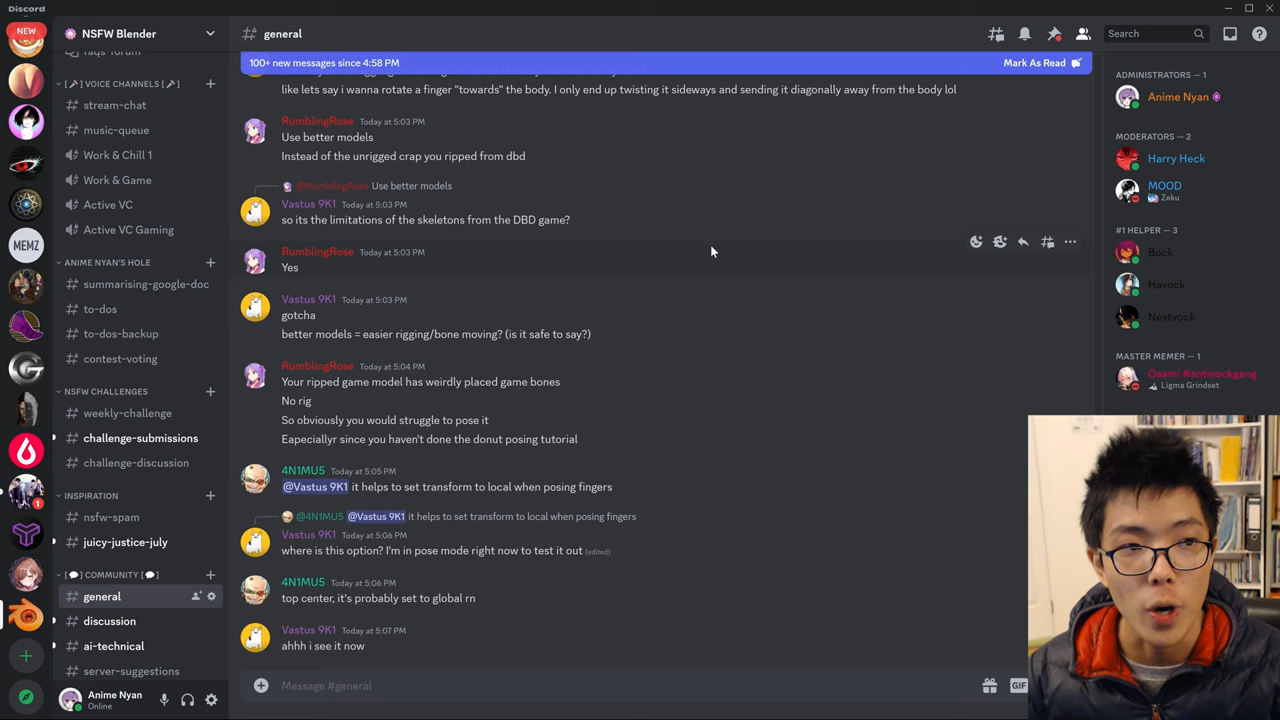 Discord
NEW
MEMZ
1
NSFW Blender
faqs-forum
VOICE CHANNELS
stream-chat
music-queue
Work & Chill 1
Work & Game
Active VC
Active VC Gaming
ANIME NYAN'S HOLE
summarising-google-doc
to-dos
to-dos-backup
contest-voting
NSFW CHALLENGES
weekly-challenge
challenge-submissions
challenge-discussion
INSPIRATION
nsfw-spam
juicy-justice-july
COMMUNITY
general
discussion
ai-technical
server-suggestions
Anime Nyan
Online
general
Search
100+ new messages since 4:58 PM
Mark As Read
like lets say i wanna rotate a finger "towards" the body. I only end up twisting it sideways and sending it diagonally away from the body lol
RumblingRose Today at 5:03 PM
Use better models
Instead of the unrigged crap you ripped from dbd
@RumblingRose Use better models
Vastus 9K1 Today at 5:03 PM
so its the limitations of the skeletons from the DBD game?
RumblingRose Today at 5:03 PM
Yes
Vastus 9K1 Today at 5:03 PM
gotcha
better models = easier rigging/bone moving? (is it safe to say?)
RumblingRose Today at 5:04 PM
Your ripped game model has weirdly placed game bones
No rig
So obviously you would struggle to pose it
Eapeciallyr since you haven't done the donut posing tutorial
4N1MU5 Today at 5:05 PM
@Vastus 9K1 it helps to set transform to local when posing fingers
@4N1MU5 @Vastus 9K1 it helps to set transform to local when posing fingers
Vastus 9K1 Today at 5:06 PM
where is this option? I'm in pose mode right now to test it out (edited)
4N1MU5 Today at 5:06 PM
top center, it's probably set to global rn
Vastus 9K1 Today at 5:07 PM
ahhh i see it now
Message #general
GIF
ADMINISTRATORS — 1
Anime Nyan
MODERATORS — 2
Harry Heck
MOOD
Zeku
#1 HELPER — 3
Bock
Havock
Nestvock
MASTER MEMER — 1
Osami #antivockgang
Ligma Grindset